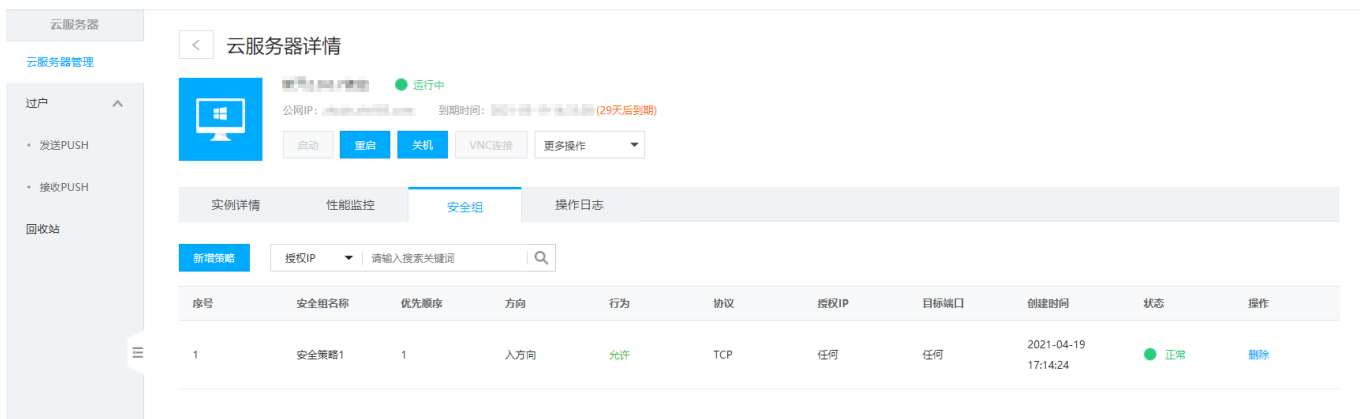 云服务器
云服务器详情
云服务器管理
运行中
过户
公网IP： 到期时间： (29天后到期)
发送PUSH
启动 重启 关机 VNC连接 更多操作
接收PUSH
实例详情 性能监控 安全组 操作日志
回收站
新增策略 授权IP 请输入搜素关键词
序号 安全组名称 优先顺序 方向 行为 协议 授权IP 目标端口 创建时间 状态 操作
1 安全策略1 1 入方向 允许 TCP 任何 任何 2021-04-19 正常 删除
17:14:24